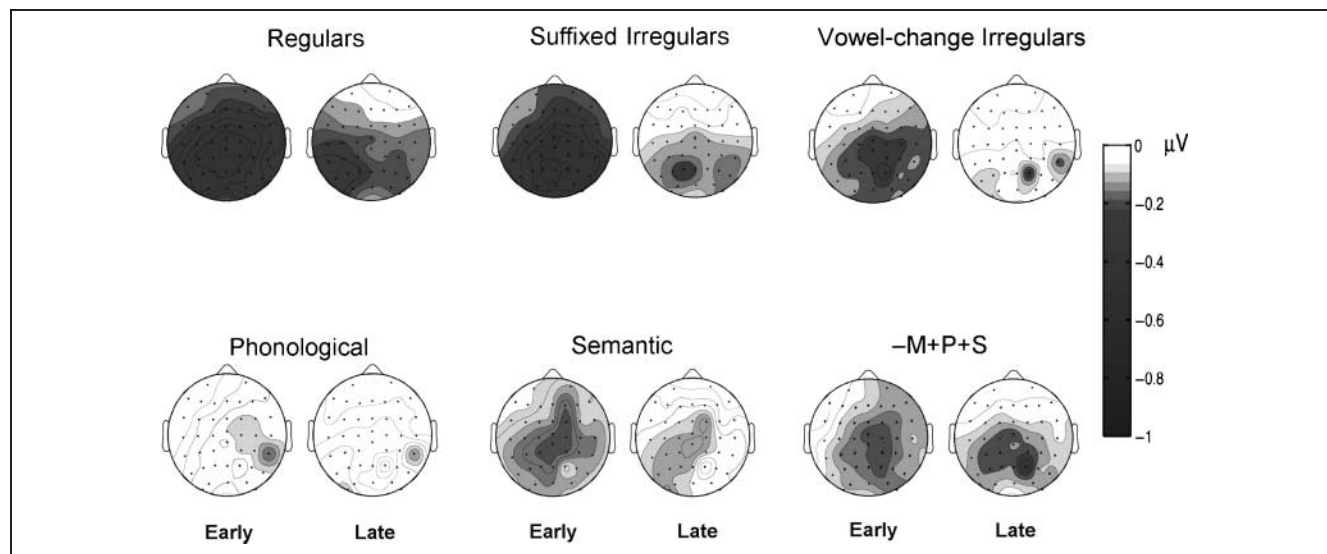 Regulars
Suffixed Irregulars
Vowel-change Irregulars
0 μV
−0.2
−0.4
−0.6
−0.8
−1
Phonological
Semantic
–M+P+S
Early
Late
Early
Late
Early
Late